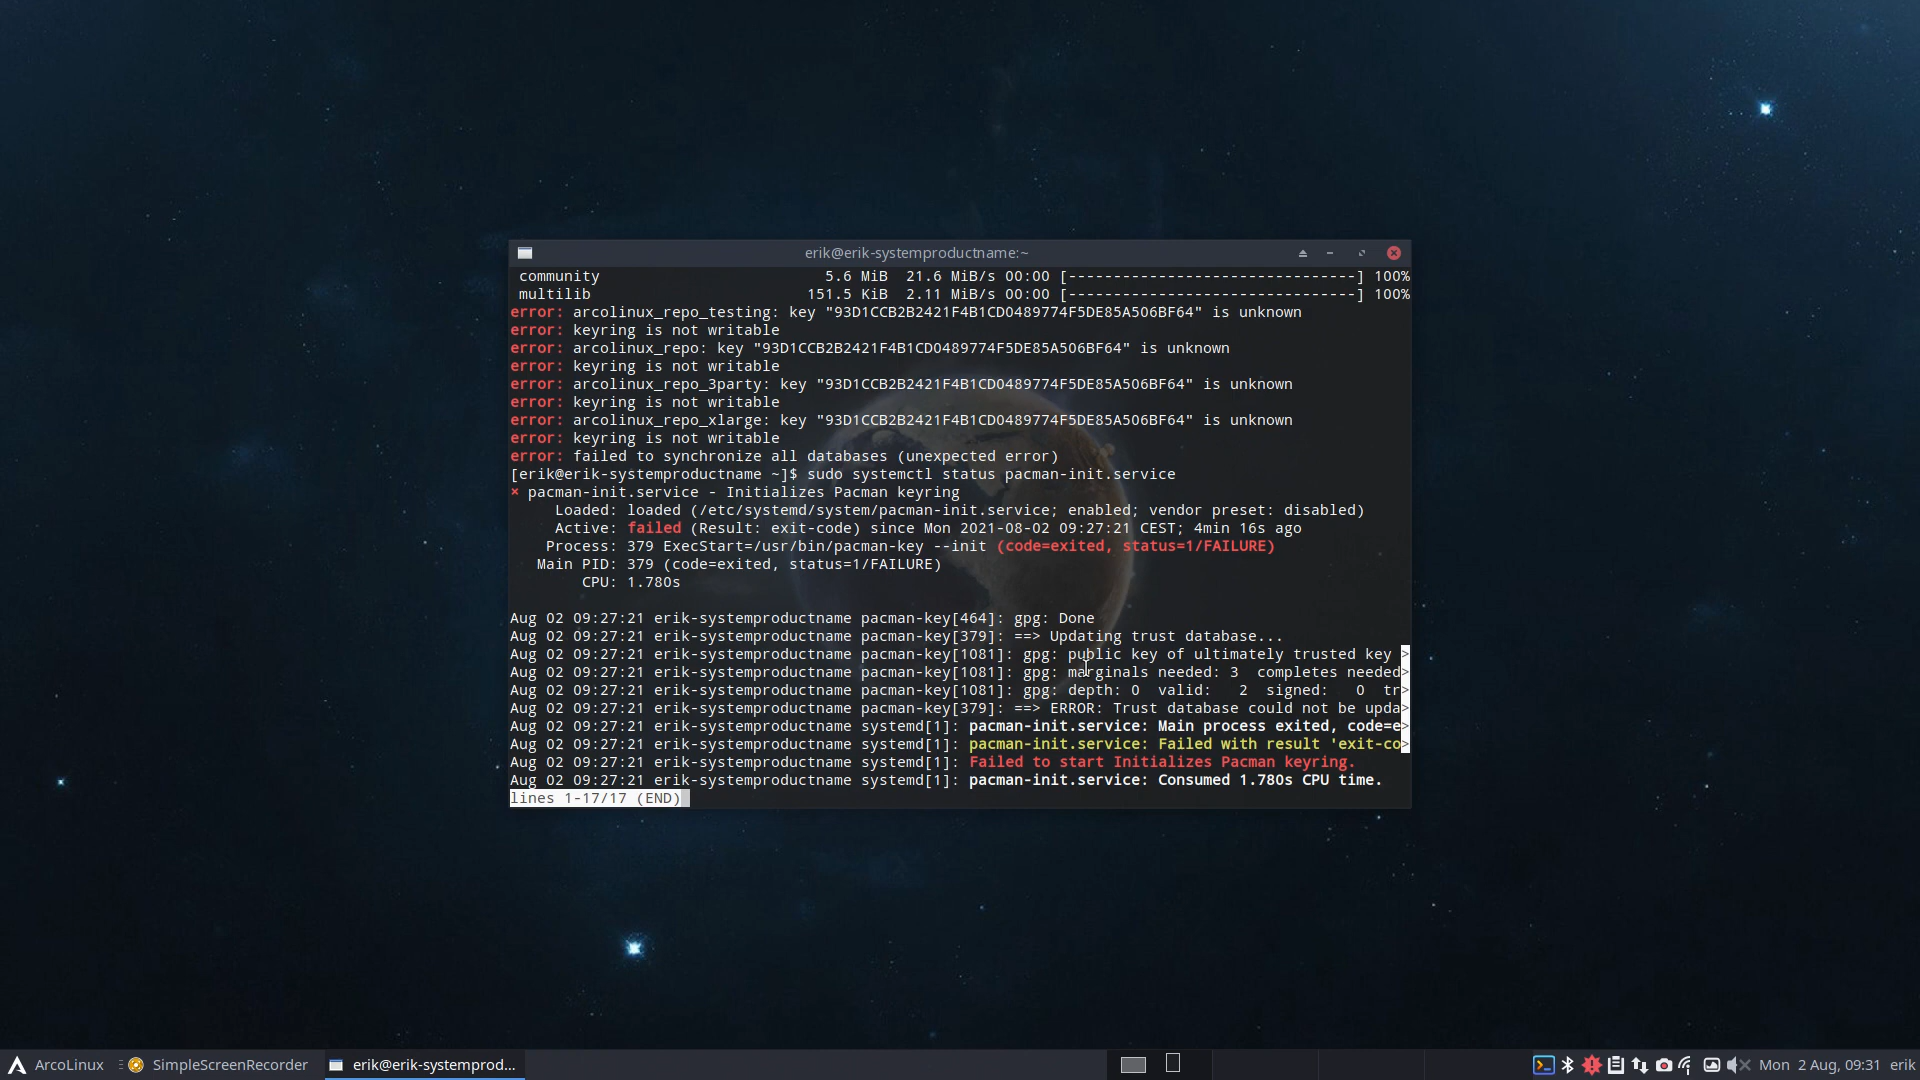 erik@erik-systemproductname:~
community 5.6 MiB 21.6 MiB/s 00:00 [--------------------------------] 100%
multilib 151.5 KiB 2.11 MiB/s 00:00 [--------------------------------] 100%
error: arcolinux_repo_testing: key "93D1CCB2B2421F4B1CD0489774F5DE85A506BF64" is unknown
error: keyring is not writable
error: arcolinux_repo: key "93D1CCB2B2421F4B1CD0489774F5DE85A506BF64" is unknown
error: keyring is not writable
error: arcolinux_repo_3party: key "93D1CCB2B2421F4B1CD0489774F5DE85A506BF64" is unknown
error: keyring is not writable
error: arcolinux_repo_xlarge: key "93D1CCB2B2421F4B1CD0489774F5DE85A506BF64" is unknown
error: keyring is not writable
error: failed to synchronize all databases (unexpected error)
[erik@erik-systemproductname ~]$ sudo systemctl status pacman-init.service
× pacman-init.service - Initializes Pacman keyring
Loaded: loaded (/etc/systemd/system/pacman-init.service; enabled; vendor preset: disabled)
Active: failed (Result: exit-code) since Mon 2021-08-02 09:27:21 CEST; 4min 16s ago
Process: 379 ExecStart=/usr/bin/pacman-key --init (code=exited, status=1/FAILURE)
Main PID: 379 (code=exited, status=1/FAILURE)
CPU: 1.780s
Aug 02 09:27:21 erik-systemproductname pacman-key[464]: gpg: Done
Aug 02 09:27:21 erik-systemproductname pacman-key[379]: ==> Updating trust database...
Aug 02 09:27:21 erik-systemproductname pacman-key[1081]: gpg: public key of ultimately trusted key >
Aug 02 09:27:21 erik-systemproductname pacman-key[1081]: gpg: marginals needed: 3 completes needed>
Aug 02 09:27:21 erik-systemproductname pacman-key[1081]: gpg: depth: 0 valid: 2 signed: 0 tr>
Aug 02 09:27:21 erik-systemproductname pacman-key[379]: ==> ERROR: Trust database could not be upda>
Aug 02 09:27:21 erik-systemproductname systemd[1]: pacman-init.service: Main process exited, code=e>
Aug 02 09:27:21 erik-systemproductname systemd[1]: pacman-init.service: Failed with result 'exit-co>
Aug 02 09:27:21 erik-systemproductname systemd[1]: Failed to start Initializes Pacman keyring.
Aug 02 09:27:21 erik-systemproductname systemd[1]: pacman-init.service: Consumed 1.780s CPU time.
lines 1-17/17 (END)
ArcoLinux SimpleScreenRecorder erik@erik-systemprod... Mon 2 Aug, 09:31 erik